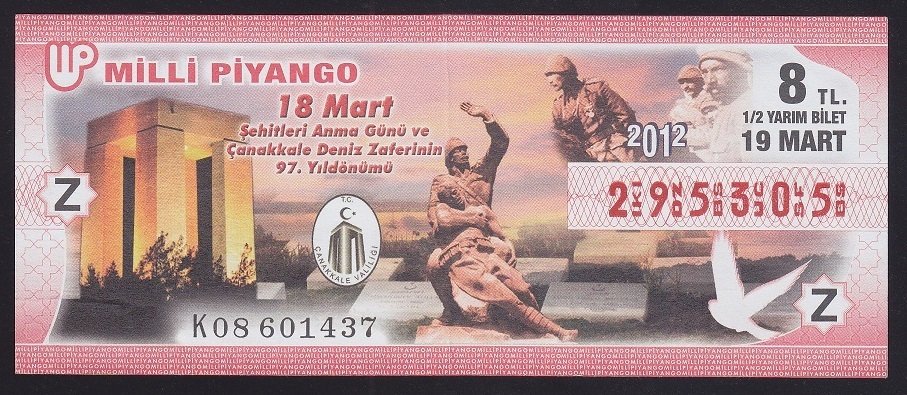 MİLLİ PİYANGO
18 Mart
Şehitleri Anma Günü ve
Çanakkale Deniz Zaferinin
97. Yıldönümü
2012
8 TL.
1/2 YARIM BİLET
19 MART
2 9 5 3 0 5
Z
T.C.
ÇANAKKALE VALİLİĞİ
Z
K08 601437